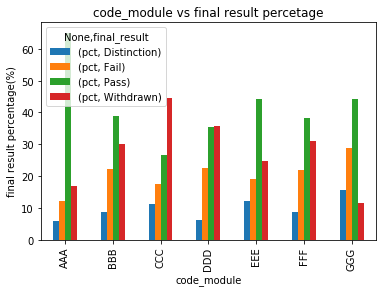 code_module vs final result percetage
None,final_result
(pct, Distinction)
(pct, Fail)
(pct, Pass)
(pct, Withdrawn)
final result percentage(%)
60
50
40
30
20
10
0
AAA
BBB
CCC
DDD
EEE
FFF
GGG
code_module